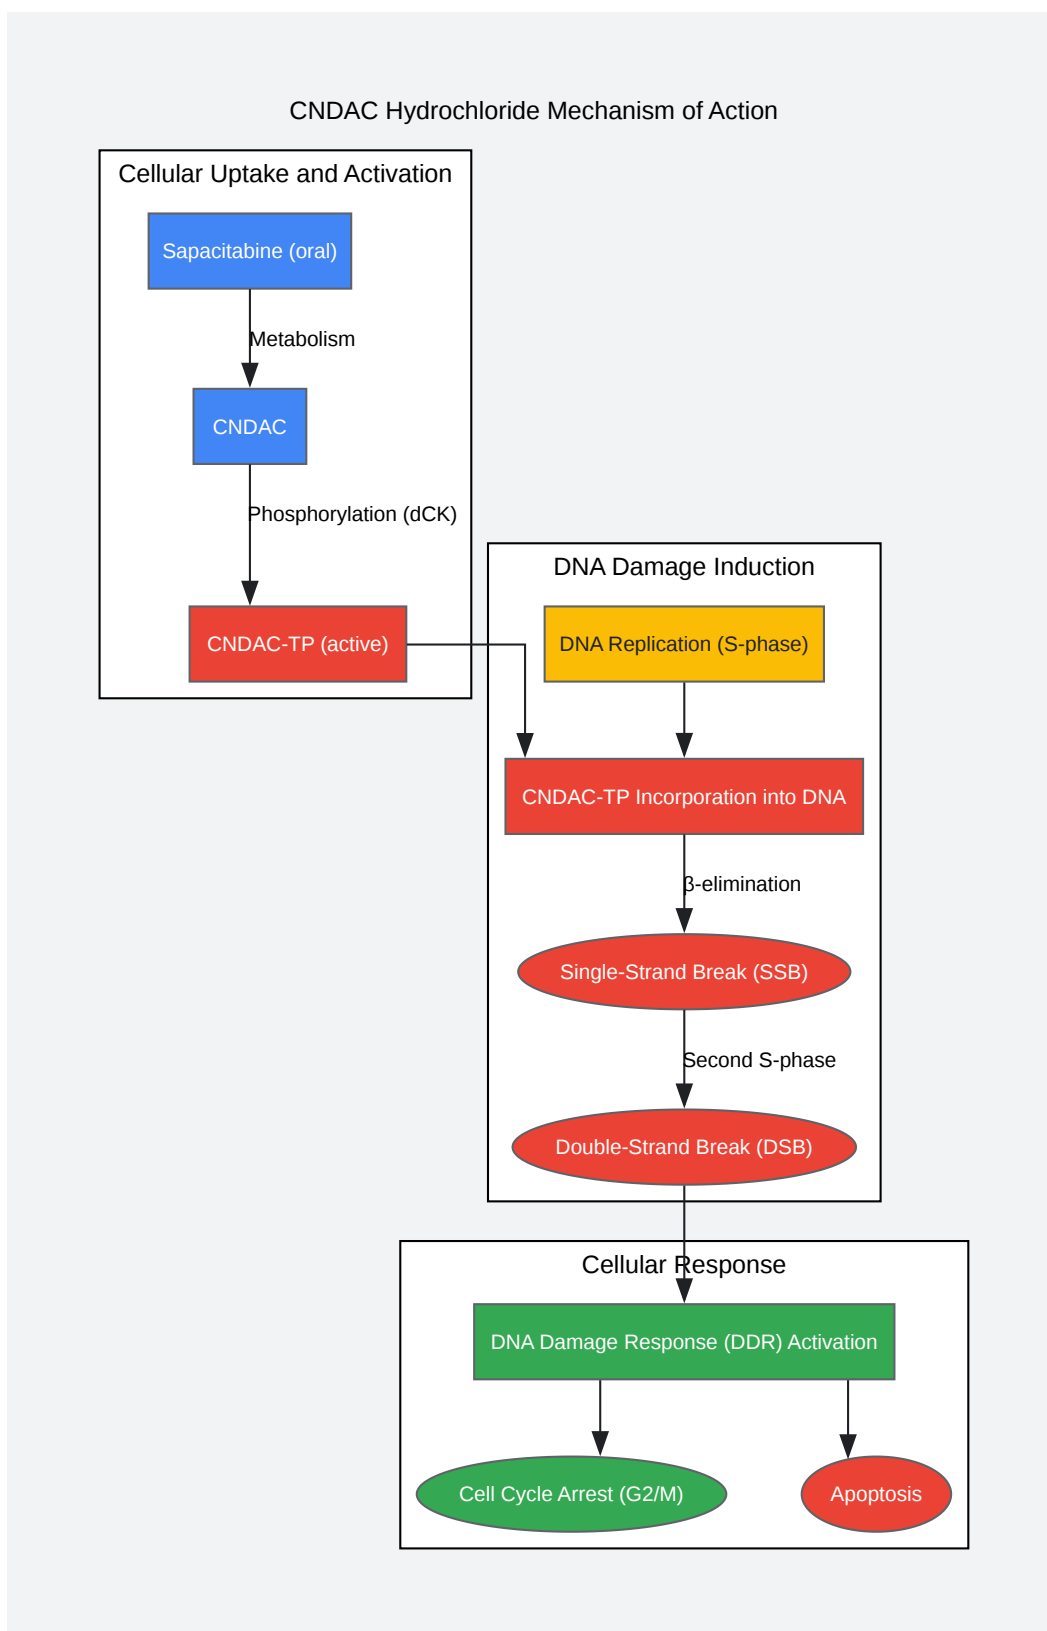 CNDAC Hydrochloride Mechanism of Action
Cellular Uptake and Activation
Sapacitabine (oral)
Metabolism
CNDAC
Phosphorylation (dCK)
CNDAC-TP (active)
DNA Damage Induction
DNA Replication (S-phase)
CNDAC-TP Incorporation into DNA
β-elimination
Single-Strand Break (SSB)
Second S-phase
Double-Strand Break (DSB)
Cellular Response
DNA Damage Response (DDR) Activation
Cell Cycle Arrest (G2/M)
Apoptosis